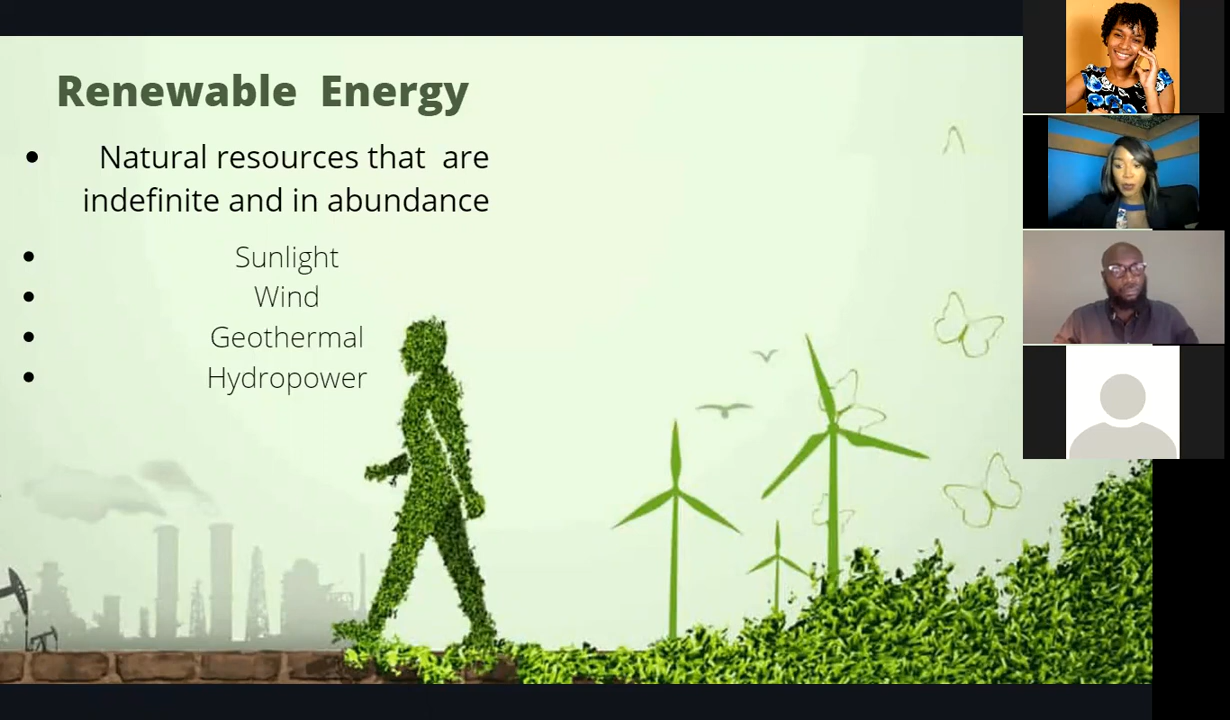 Renewable Energy
• Natural resources that are
indefinite and in abundance
• Sunlight
• Wind
• Geothermal
• Hydropower